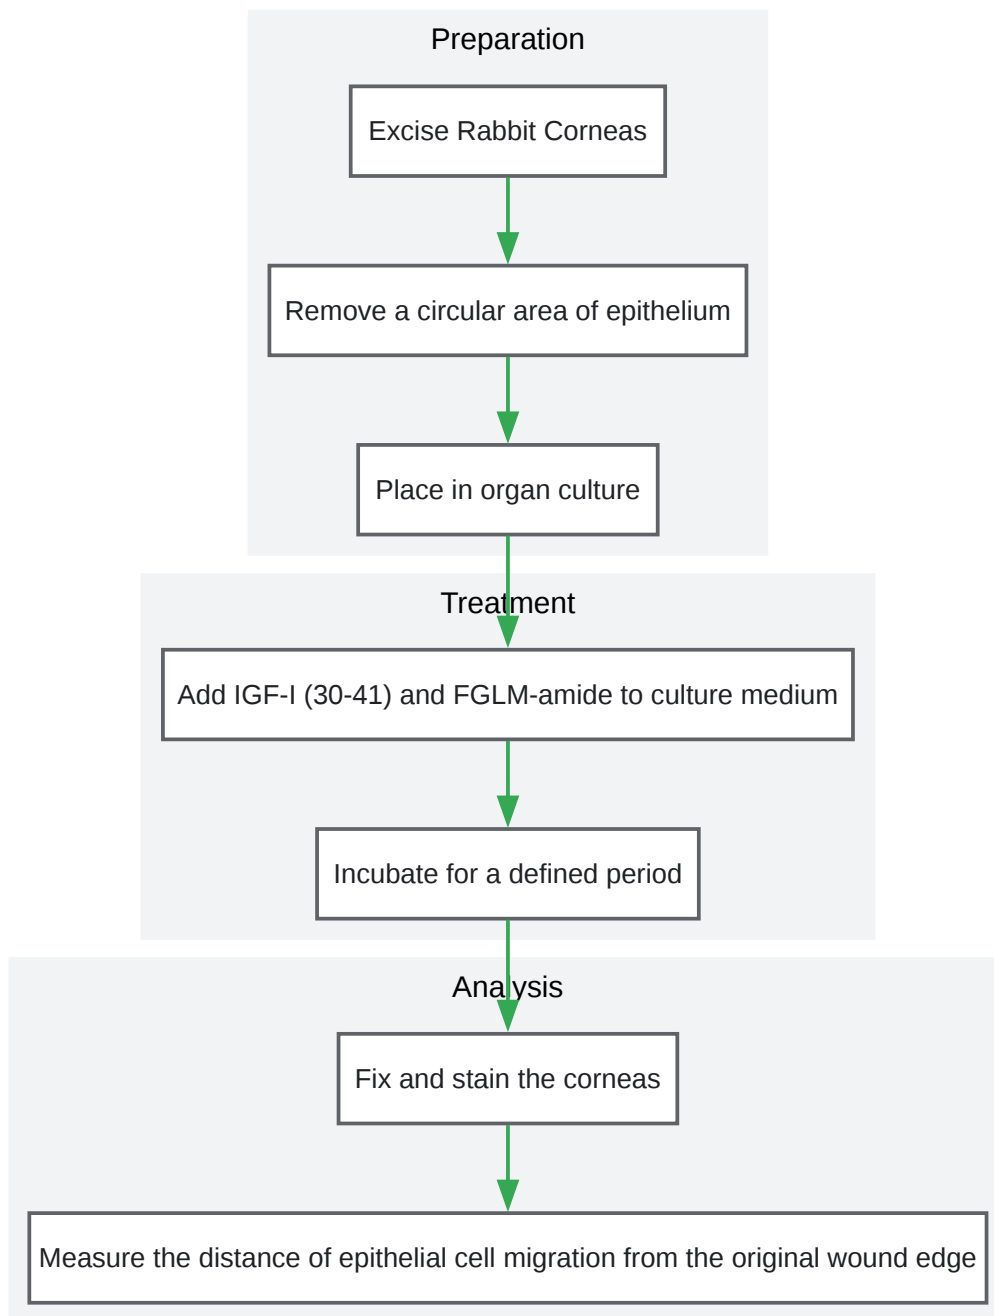 Preparation
Excise Rabbit Corneas
Remove a circular area of epithelium
Place in organ culture
Treatment
Add IGF-I (30-41) and FGLM-amide to culture medium
Incubate for a defined period
Analysis
Fix and stain the corneas
Measure the distance of epithelial cell migration from the original wound edge